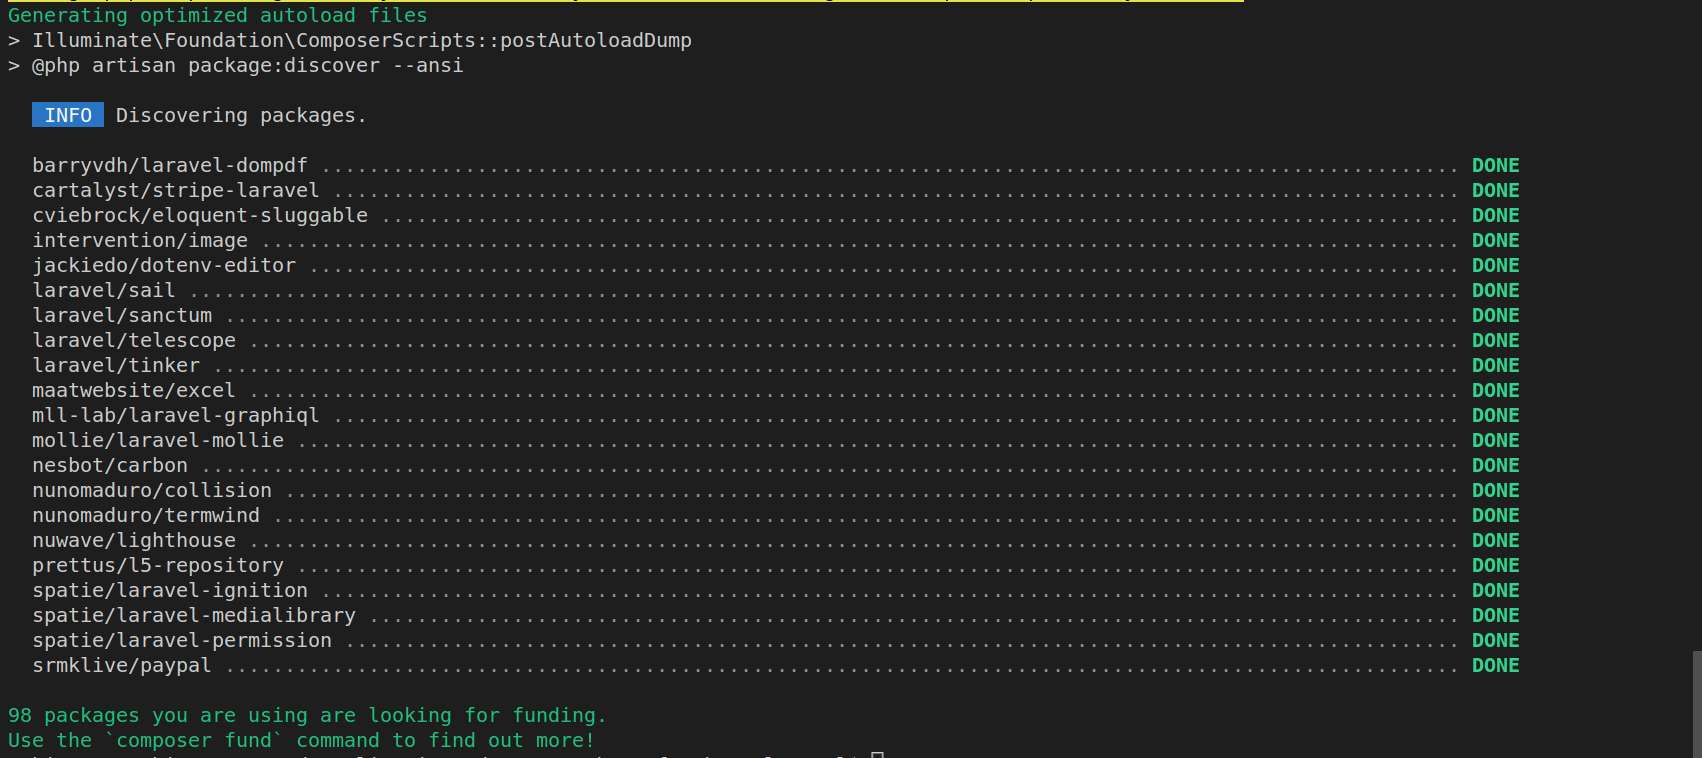 Generating optimized autoload files
> Illuminate\Foundation\ComposerScripts::postAutoloadDump
> @php artisan package:discover --ansi
INFO Discovering packages.
barryvdh/laravel-dompdf ............................................................................................... DONE
cartalyst/stripe-laravel .............................................................................................. DONE
cviebrock/eloquent-sluggable .......................................................................................... DONE
intervention/image .................................................................................................... DONE
jackiedo/dotenv-editor ................................................................................................ DONE
laravel/sail .......................................................................................................... DONE
laravel/sanctum ....................................................................................................... DONE
laravel/telescope ..................................................................................................... DONE
laravel/tinker ........................................................................................................ DONE
maatwebsite/excel ..................................................................................................... DONE
mll-lab/laravel-graphiql .............................................................................................. DONE
mollie/laravel-mollie ................................................................................................. DONE
nesbot/carbon ......................................................................................................... DONE
nunomaduro/collision .................................................................................................. DONE
nunomaduro/termwind ................................................................................................... DONE
nuwave/lighthouse ..................................................................................................... DONE
prettus/l5-repository ................................................................................................. DONE
spatie/laravel-ignition ............................................................................................... DONE
spatie/laravel-medialibrary ........................................................................................... DONE
spatie/laravel-permission ............................................................................................. DONE
srmklive/paypal ....................................................................................................... DONE
98 packages you are using are looking for funding.
Use the `composer fund` command to find out more!